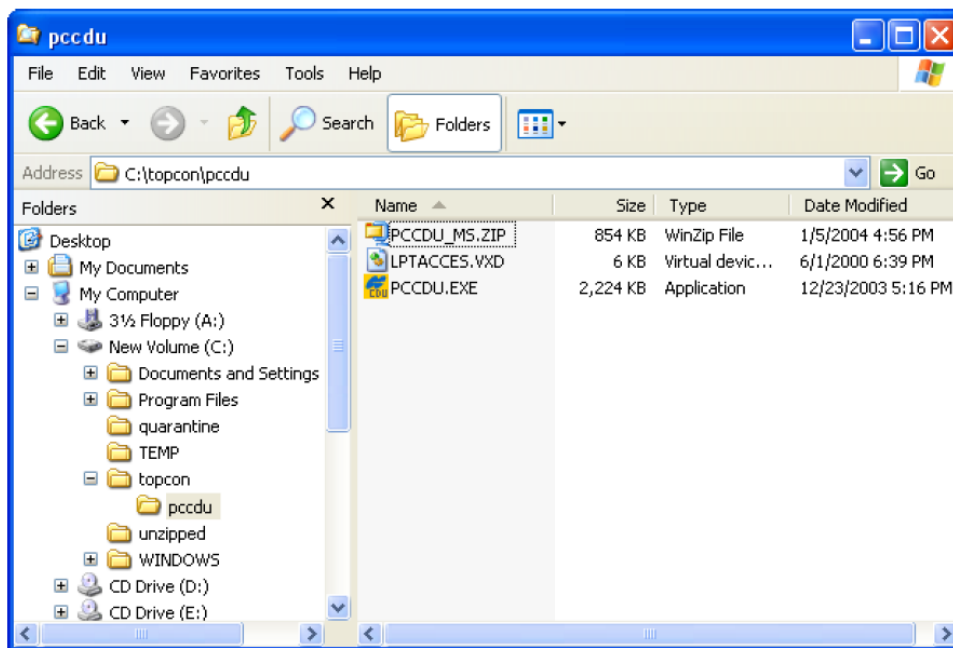 pccdu
File Edit View Favorites Tools Help
Back Search Folders
Address C:\topcon\pccdu Go
Folders
Name Size Type Date Modified
Desktop
My Documents
My Computer
3½ Floppy (A:)
New Volume (C:)
Documents and Settings
Program Files
quarantine
TEMP
topcon
pccdu
unzipped
WINDOWS
CD Drive (D:)
CD Drive (E:)
PCCDU_MS.ZIP 854 KB WinZip File 1/5/2004 4:56 PM
LPTACCES.VXD 6 KB Virtual devic... 6/1/2000 6:39 PM
CDU PCCDU.EXE 2,224 KB Application 12/23/2003 5:16 PM